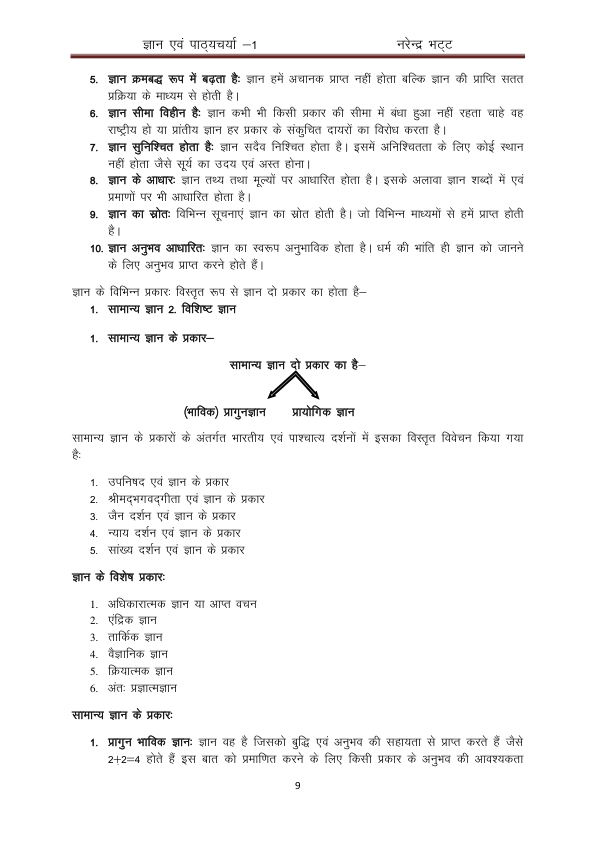 ज्ञान एवं पाठ्यचर्या –1 नरेन्द्र भट्ट
5. ज्ञान क्रमबद्ध रूप में बढ़ता हैः ज्ञान हमें अचानक प्राप्त नहीं होता बल्कि ज्ञान की प्राप्ति सतत
प्रक्रिया के माध्यम से होती है।
6. ज्ञान सीमा विहीन हैः ज्ञान कभी भी किसी प्रकार की सीमा में बंधा हुआ नहीं रहता चाहे वह
राष्ट्रीय हो या प्रांतीय ज्ञान हर प्रकार के संकुचित दायरों का विरोध करता है।
7. ज्ञान सुनिश्चित होता हैः ज्ञान सदैव निश्चित होता है। इसमें अनिश्चितता के लिए कोई स्थान
नहीं होता जैसे सूर्य का उदय एवं अस्त होना।
8. ज्ञान के आधारः ज्ञान तथ्य तथा मूल्यों पर आधारित होता है। इसके अलावा ज्ञान शब्दों में एवं
प्रमाणों पर भी आधारित होता है।
9. ज्ञान का स्रोतः विभिन्न सूचनाएं ज्ञान का स्रोत होती है। जो विभिन्न माध्यमों से हमें प्राप्त होती
है।
10. ज्ञान अनुभव आधारितः ज्ञान का स्वरूप अनुभाविक होता है। धर्म की भांति ही ज्ञान को जानने
के लिए अनुभव प्राप्त करने होते हैं।
ज्ञान के विभिन्न प्रकारः विस्तृत रूप से ज्ञान दो प्रकार का होता है–
1. सामान्य ज्ञान 2. विशिष्ट ज्ञान
1. सामान्य ज्ञान के प्रकार–
सामान्य ज्ञान दो प्रकार का है–
(भाविक) प्रागुनज्ञान प्रायोगिक ज्ञान
सामान्य ज्ञान के प्रकारों के अंतर्गत भारतीय एवं पाश्चात्य दर्शनों में इसका विस्तृत विवेचन किया गया
हैः
1. उपनिषद एवं ज्ञान के प्रकार
2. श्रीमद्भगवद्गीता एवं ज्ञान के प्रकार
3. जैन दर्शन एवं ज्ञान के प्रकार
4. न्याय दर्शन एवं ज्ञान के प्रकार
5. सांख्य दर्शन एवं ज्ञान के प्रकार
ज्ञान के विशेष प्रकारः
1. अधिकारात्मक ज्ञान या आप्त वचन
2. एंद्रिक ज्ञान
3. तार्किक ज्ञान
4. वैज्ञानिक ज्ञान
5. क्रियात्मक ज्ञान
6. अंतः प्रज्ञात्मज्ञान
सामान्य ज्ञान के प्रकारः
1. प्रागुन भाविक ज्ञानः ज्ञान वह है जिसको बुद्धि एवं अनुभव की सहायता से प्राप्त करते हैं जैसे
2+2=4 होते हैं इस बात को प्रमाणित करने के लिए किसी प्रकार के अनुभव की आवश्यकता
9